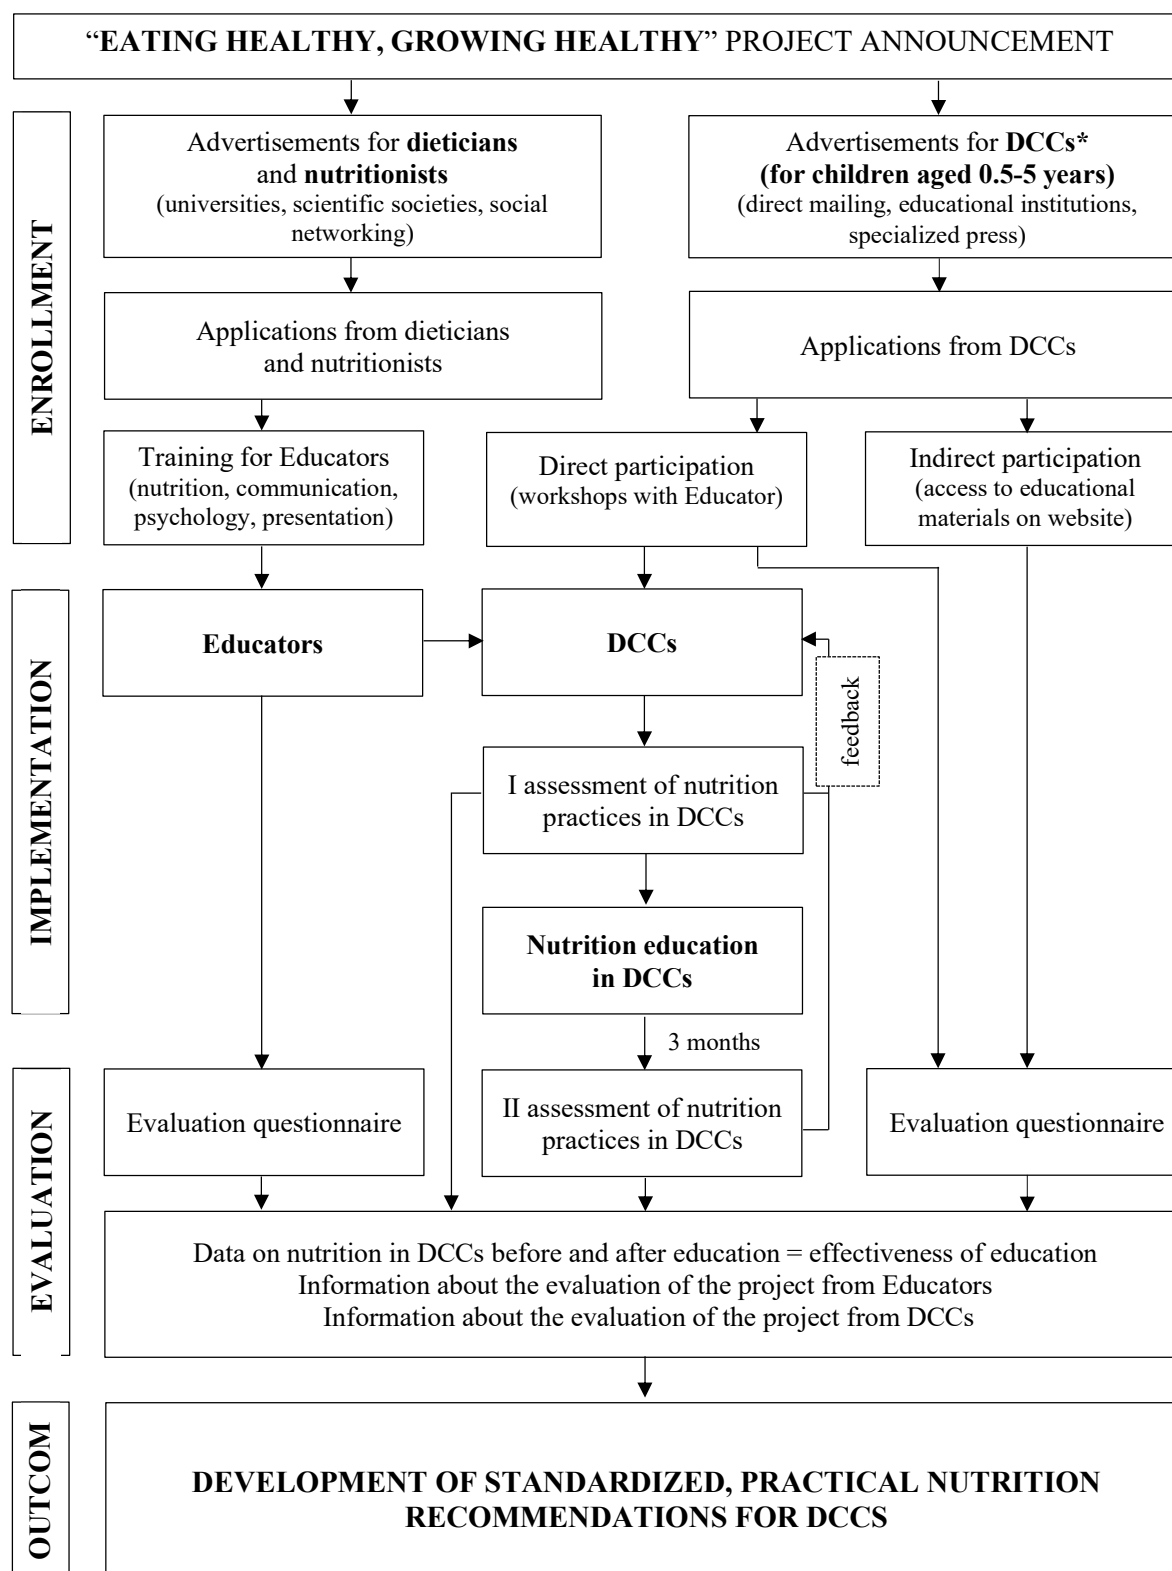 “EATING HEALTHY, GROWING HEALTHY” PROJECT ANNOUNCEMENT
ENROLLMENT
Advertisements for dieticians
and nutritionists
(universities, scientific societies, social
networking)
Advertisements for DCCs*
(for children aged 0.5-5 years)
(direct mailing, educational institutions,
specialized press)
Applications from dieticians
and nutritionists
Applications from DCCs
Training for Educators
(nutrition, communication,
psychology, presentation)
Direct participation
(workshops with Educator)
Indirect participation
(access to educational
materials on website)
IMPLEMENTATION
Educators
DCCs
feedback
I assessment of nutrition
practices in DCCs
Nutrition education
in DCCs
3 months
EVALUATION
Evaluation questionnaire
II assessment of nutrition
practices in DCCs
Evaluation questionnaire
Data on nutrition in DCCs before and after education = effectiveness of education
Information about the evaluation of the project from Educators
Information about the evaluation of the project from DCCs
OUTCOM
DEVELOPMENT OF STANDARDIZED, PRACTICAL NUTRITION
RECOMMENDATIONS FOR DCCS